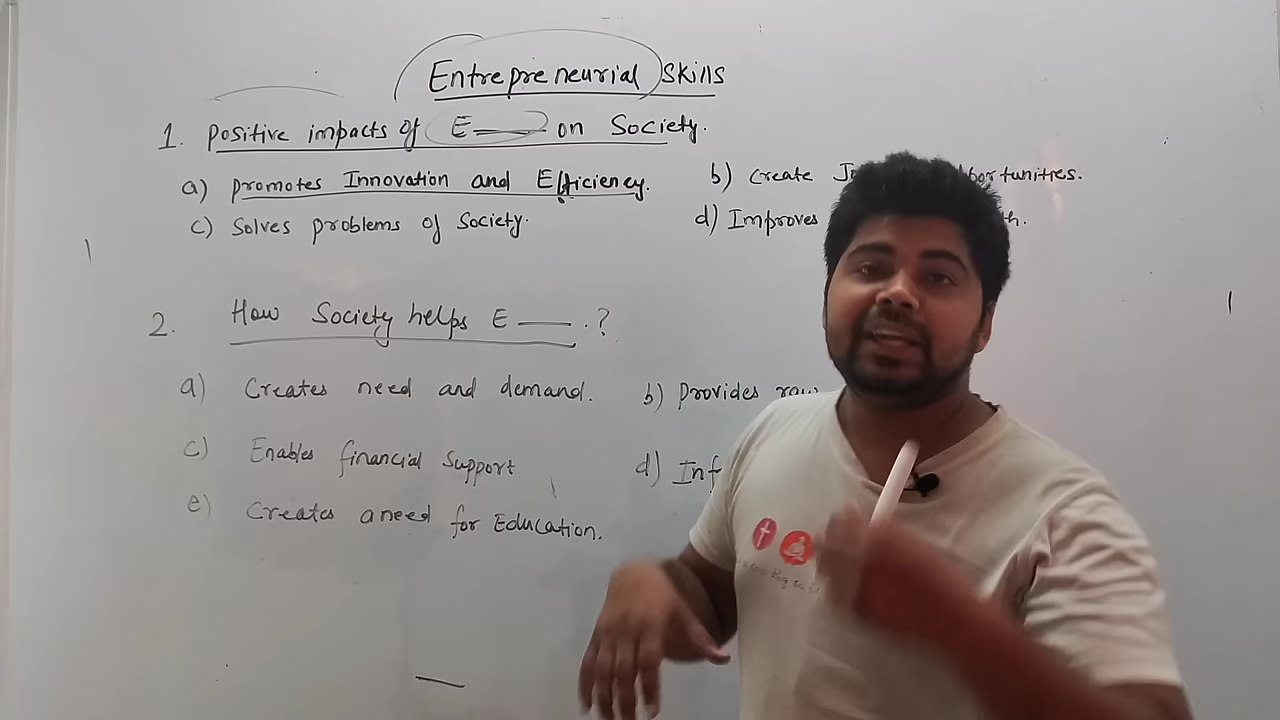 Entrepreneurial Skills
1. Positive impacts of E—— on Society.
a) promotes Innovation and Efficiency. b) Create
c) Solves problems of Society. d) Improves
2. How Society helps E——.?
a) Creates need and demand. b) Provides
c) Enables financial Support d)
e) Creates a need for Education.